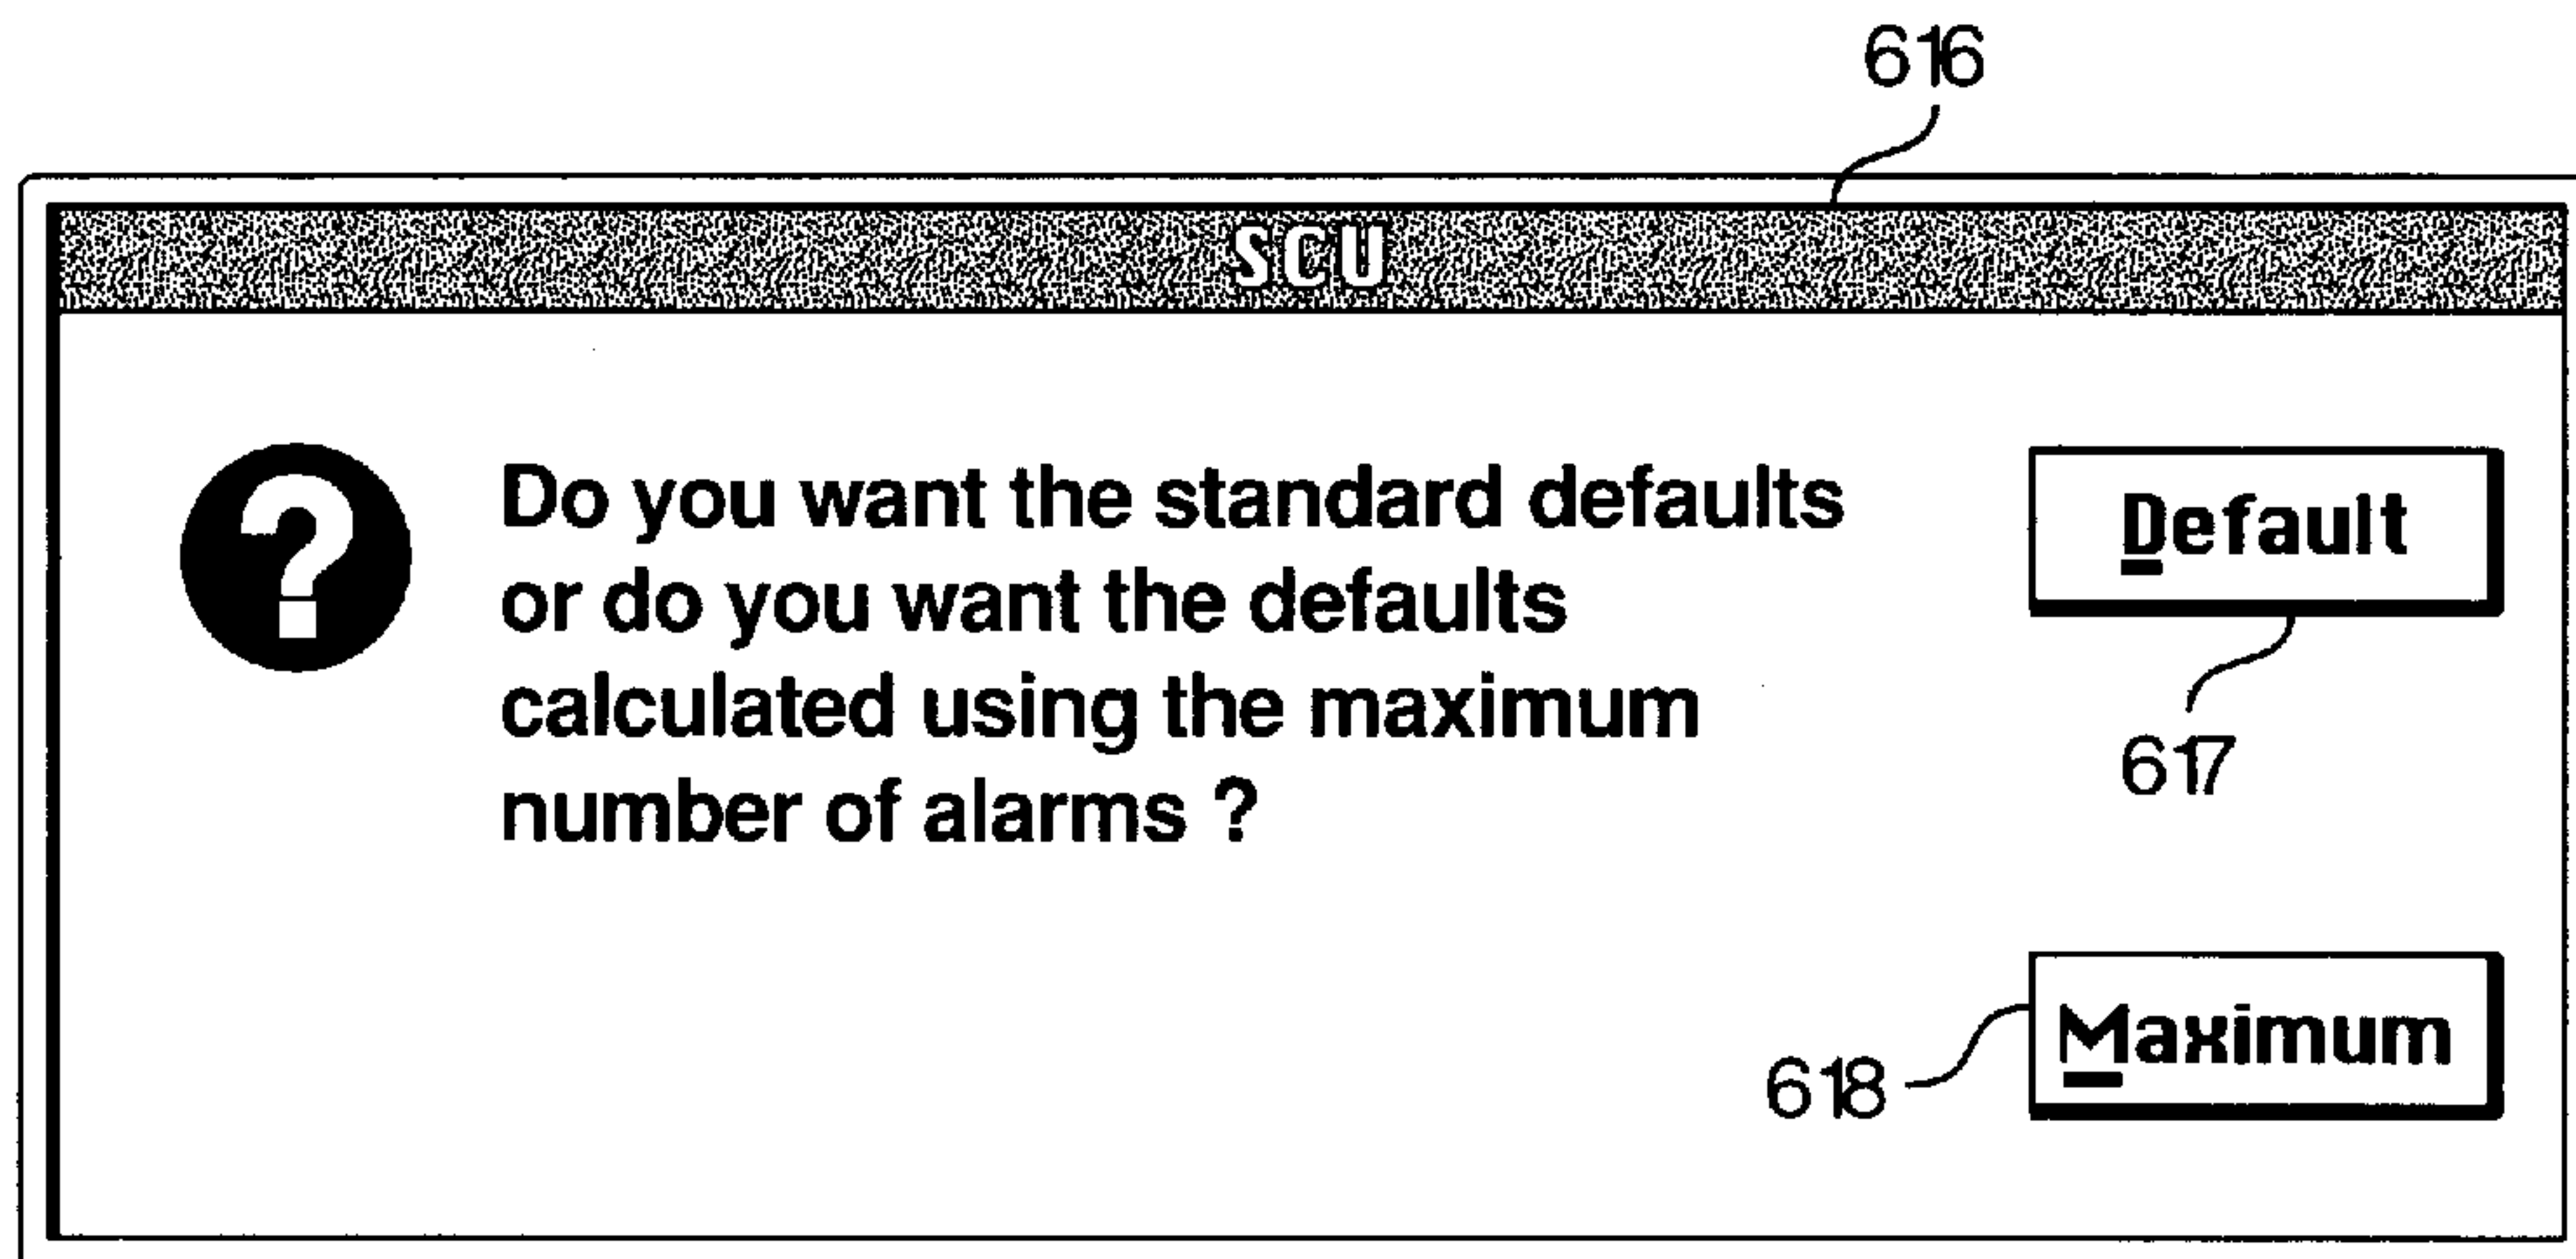 616
SCU
Do you want the standard defaults
or do you want the defaults
calculated using the maximum
number of alarms ?
Default
617
Maximum
618